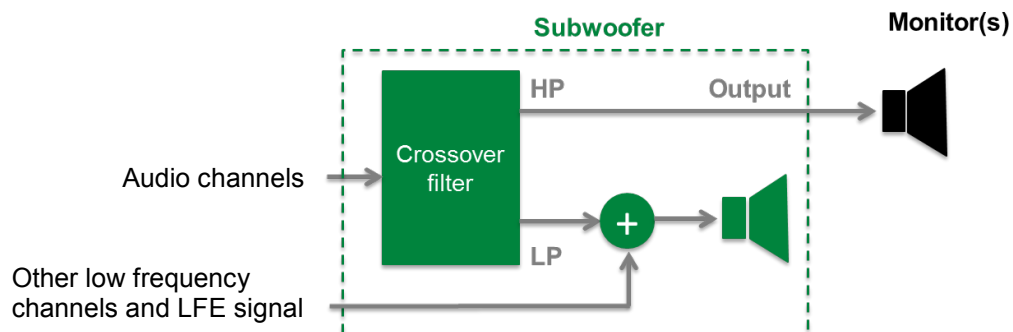 Subwoofer
Monitor(s)
HP
Output
Crossover
filter
Audio channels
+
LP
Other low frequency
channels and LFE signal